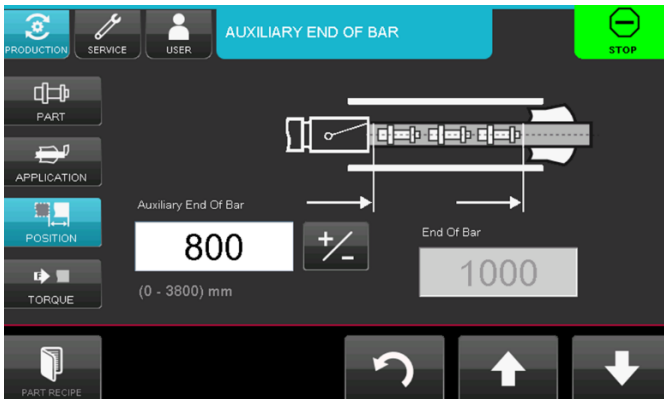 PRODUCTION
SERVICE
USER
AUXILIARY END OF BAR
STOP
PART
APPLICATION
POSITION
TORQUE
Auxiliary End Of Bar
800
+/-
(0 - 3800) mm
End Of Bar
1000
F
PART RECIPE